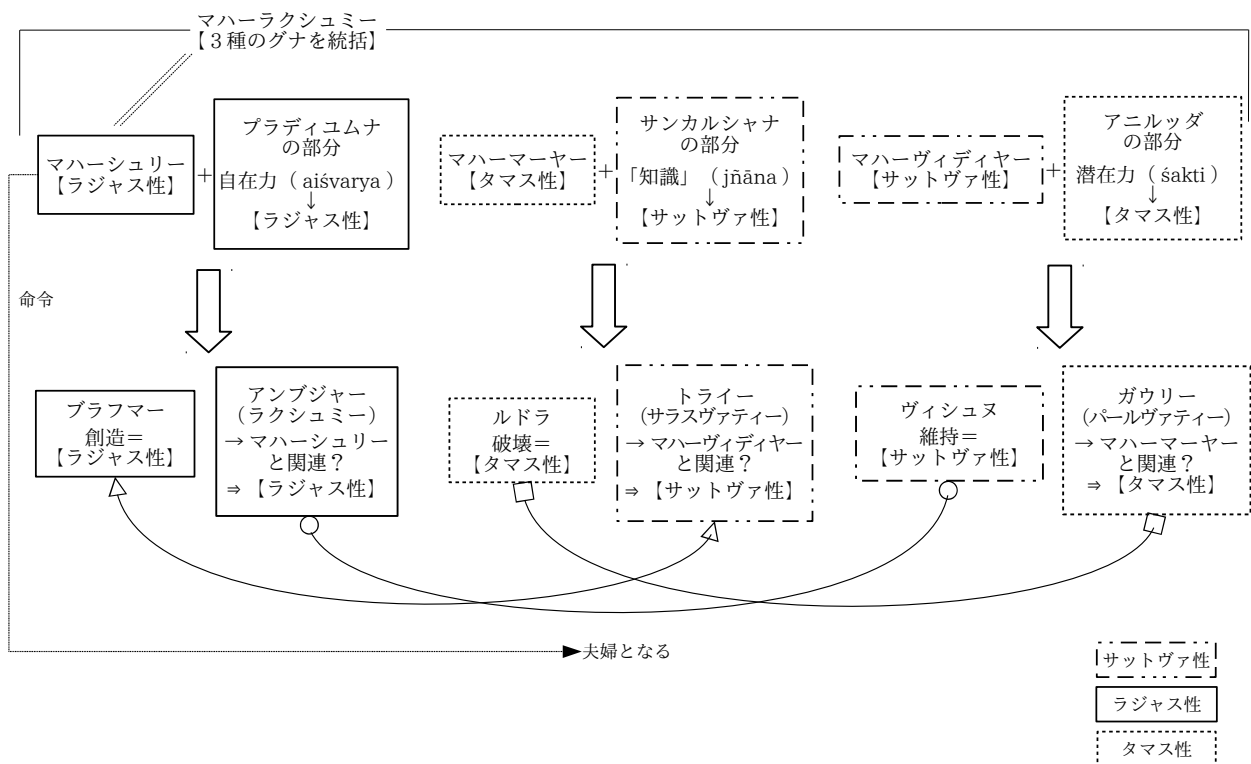 マハーラクシュミー
【３種のグナを統括】
マハーシュリー
【ラジャス性】
+
プラディユムナ
の部分
自在力（ aiśvarya ）
↓
【ラジャス性】
マハーマーヤー
【タマス性】
+
サンカルシャナ
の部分
「知識」（ jñāna ）
↓
【サットヴァ性】
マハーヴィディヤー
【サットヴァ性】
+
アニルッダ
の部分
潜在力（ śakti ）
↓
【タマス性】
命令
ブラフマー
創造＝
【ラジャス性】
アンブジャー
（ラクシュミー）
→ マハーシュリー
と関連？
⇒ 【ラジャス性】
ルドラ
破壊＝
【タマス性】
トライー
（サラスヴァティー）
→ マハーヴィディヤー
と関連？
⇒ 【サットヴァ性】
ヴィシュヌ
維持＝
【サットヴァ性】
ガウリー
（パールヴァティー）
→ マハーマーヤー
と関連？
⇒ 【タマス性】
夫婦となる
サットヴァ性
ラジャス性
タマス性